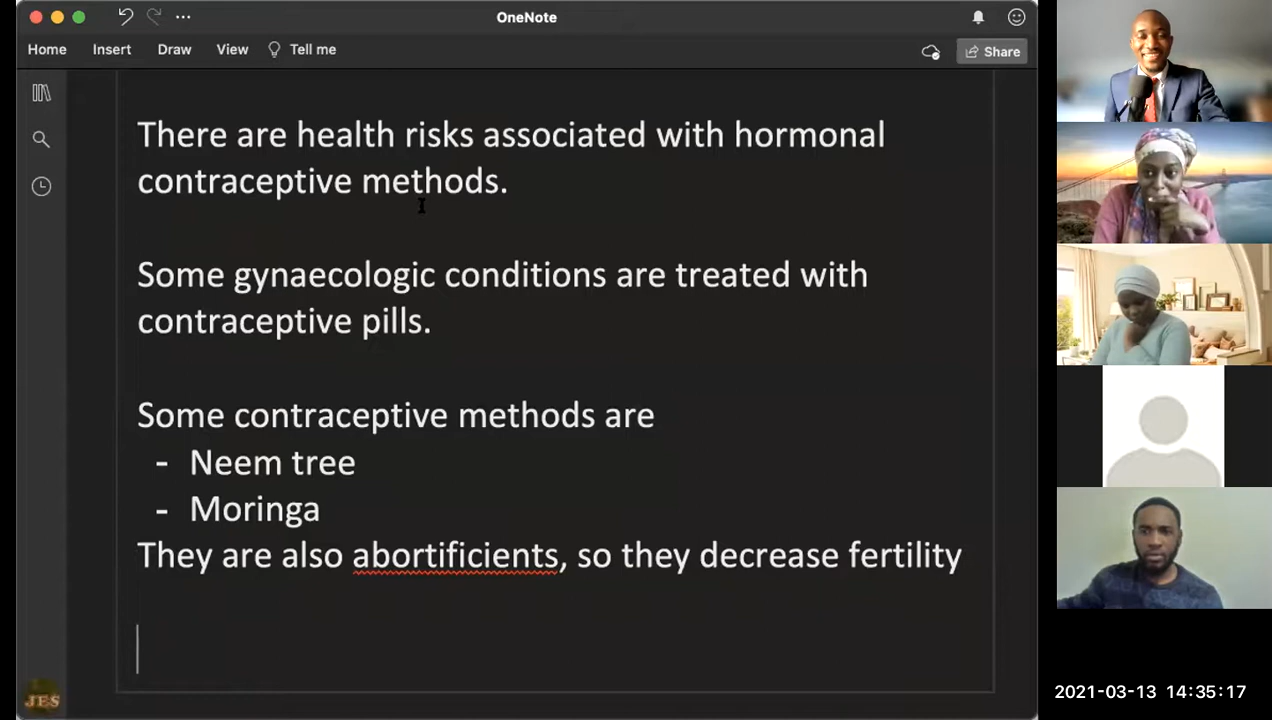 OneNote
Home Insert Draw View Tell me Share
There are health risks associated with hormonal
contraceptive methods.
Some gynaecologic conditions are treated with
contraceptive pills.
Some contraceptive methods are
- Neem tree
- Moringa
They are also abortificients, so they decrease fertility
JES
2021-03-13 14:35:17